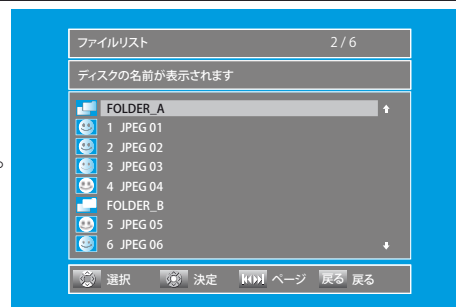 ファイルリスト 2 / 6
ディスクの名前が表示されます
FOLDER_A
1 JPEG 01
2 JPEG 02
3 JPEG 03
4 JPEG 04
FOLDER_B
5 JPEG 05
6 JPEG 06
選択 決定 ページ 戻る 戻る